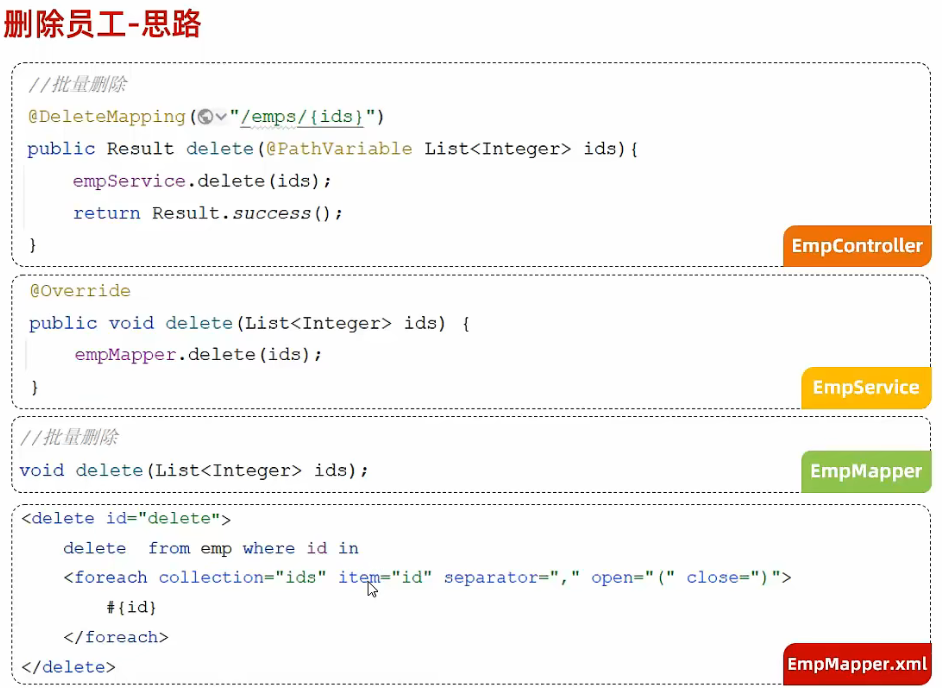 删除员工-思路
//批量删除
@DeleteMapping("/emps/{ids}")
public Result delete(@PathVariable List<Integer> ids){
empService.delete(ids);
return Result.success();
}
EmpController
@Override
public void delete(List<Integer> ids) {
empMapper.delete(ids);
}
EmpService
//批量删除
void delete(List<Integer> ids);
EmpMapper
<delete id="delete">
delete  from emp where id in
<foreach collection="ids" item="id" separator="," open="(" close=")">
#{id}
</foreach>
</delete>
EmpMapper.xml